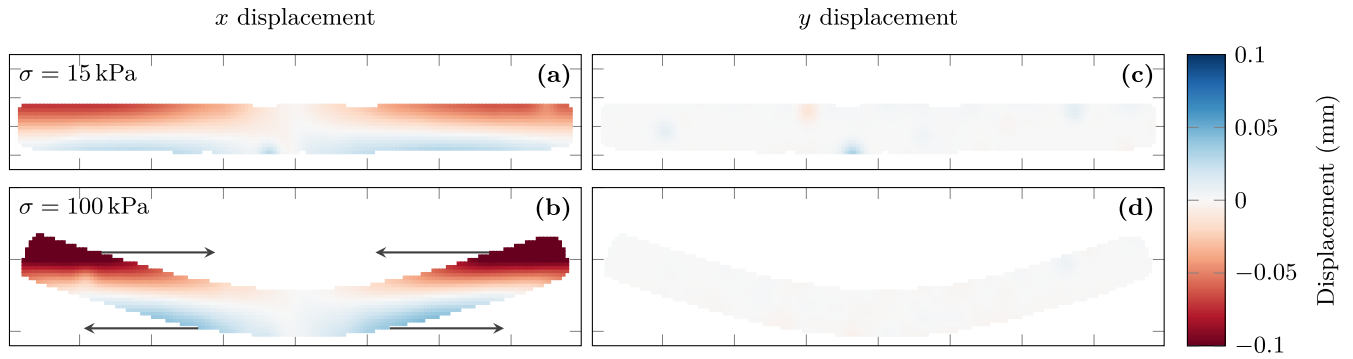 x displacement
y displacement
σ = 15 kPa
(a)
(c)
σ = 100 kPa
(b)
(d)
0.1
0.05
0
−0.05
−0.1
Displacement (mm)